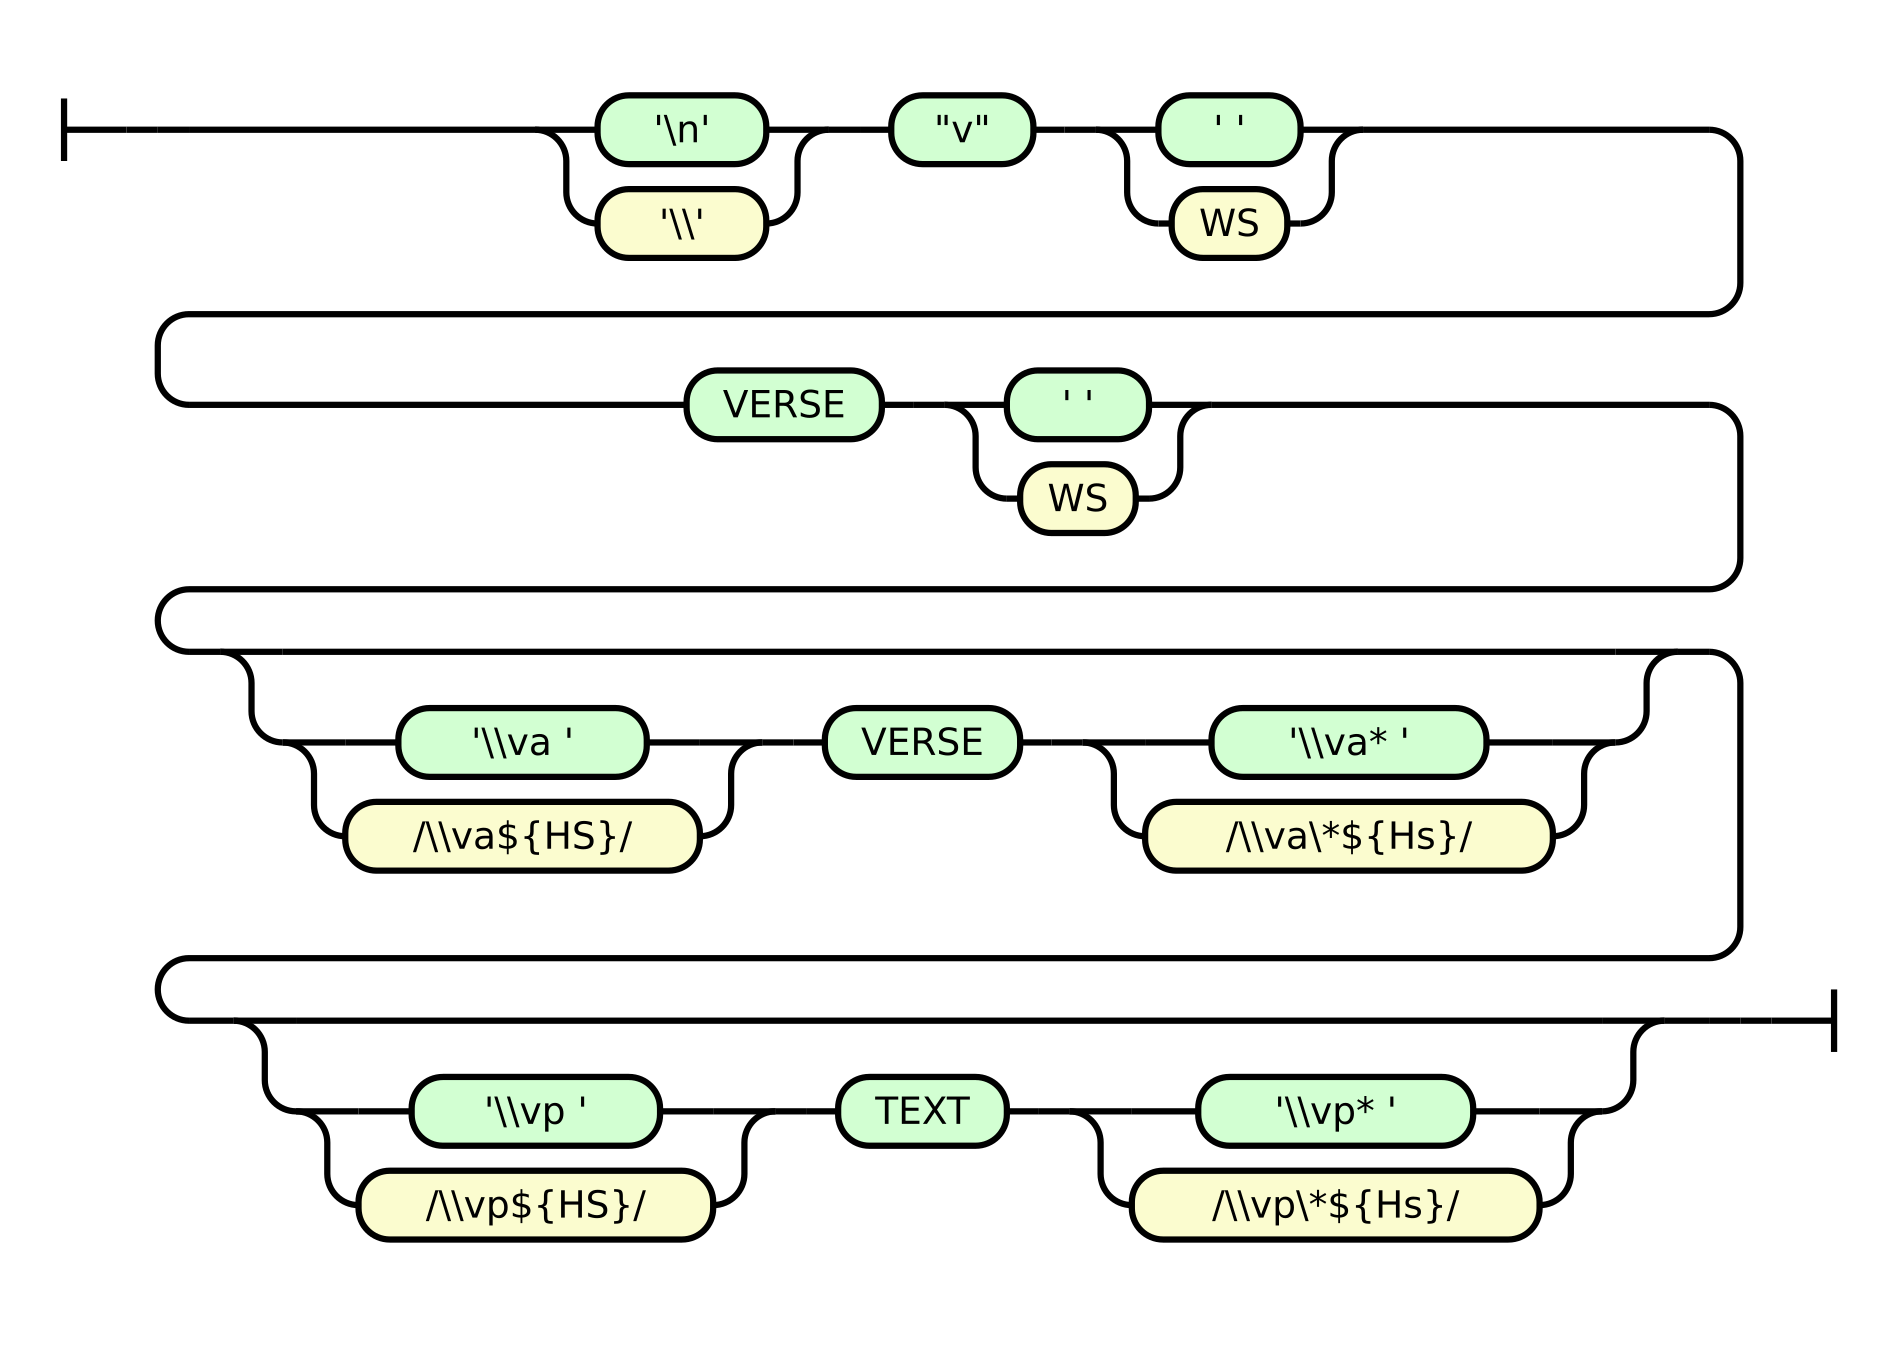 '\n' "v" ' '
'\\' WS
VERSE ' '
WS
'\\va ' VERSE '\\va* '
/\\va${HS}/ /\\va\*${Hs}/
'\\vp ' TEXT '\\vp* '
/\\vp${HS}/ /\\vp\*${Hs}/